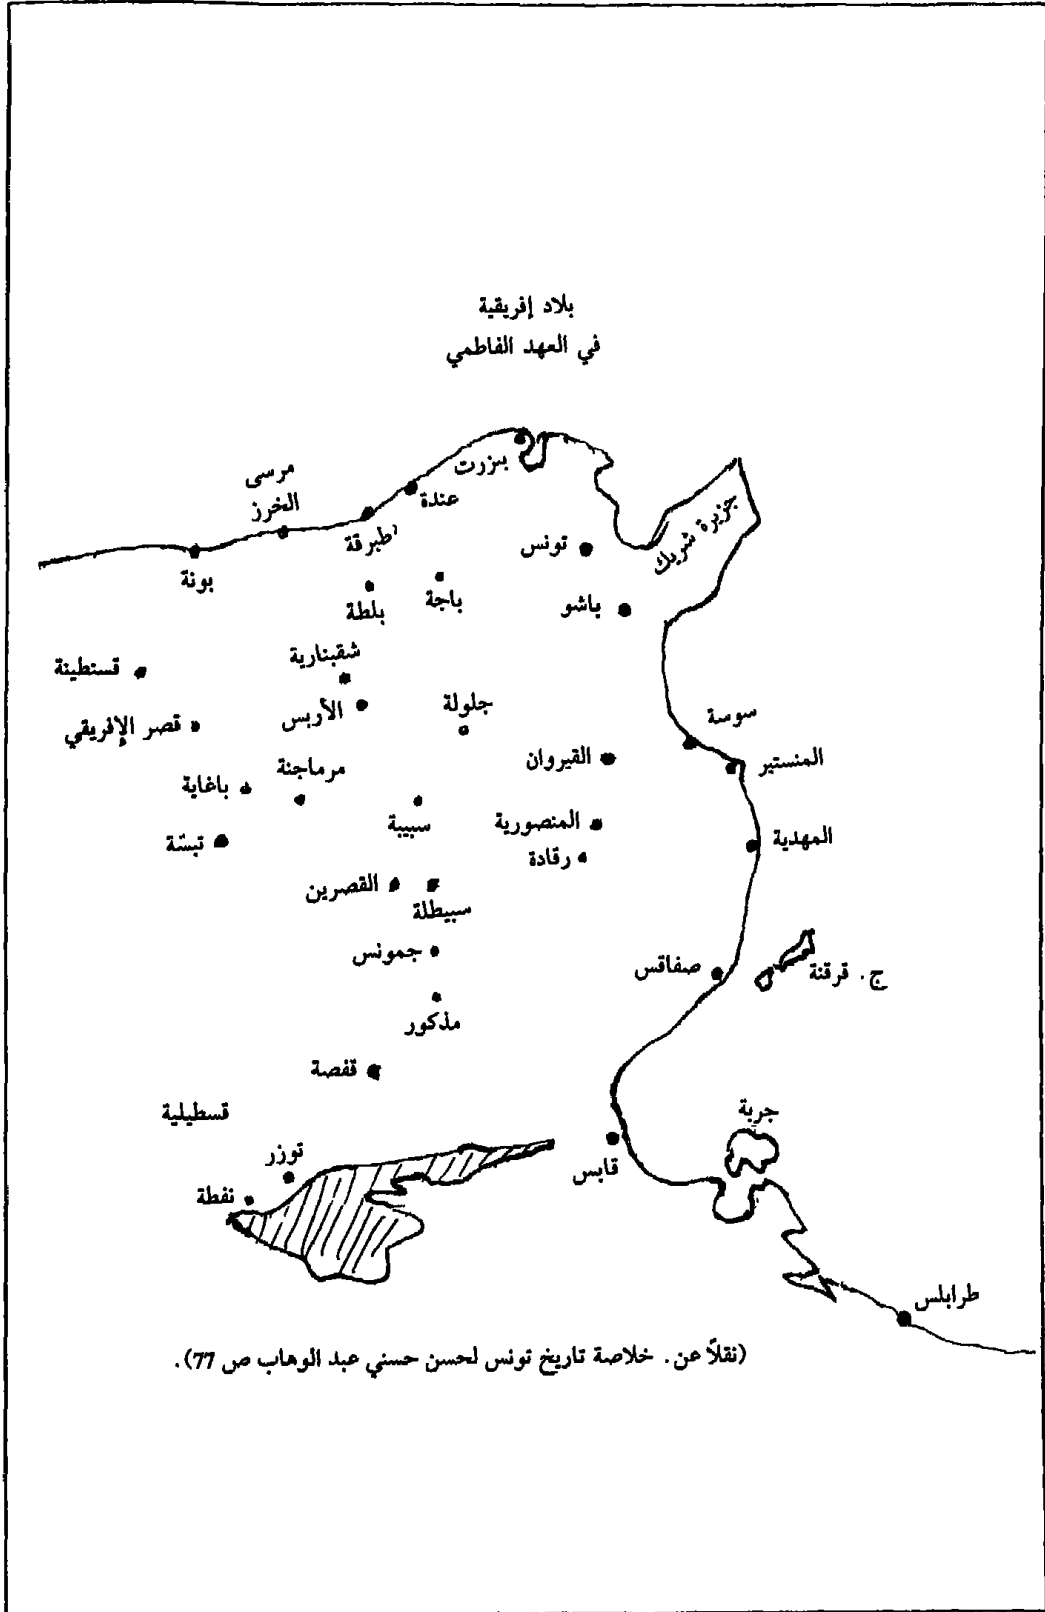 بلاد إفريقية
في العهد الفاطمي
بنزرت
مرسى
الخرز
عندة
طبرقة
بونة
جزيرة شريك
تونس
باجة
بلطة
باشو
شقبنارية
قسنطينة
الأربس
جلولة
سوسة
قصر الإفريقي
القيروان
المنستير
مرماجنة
باغاية
سبيبة
المنصورية
المهدية
تبسّة
رقادة
القصرين
سبيطلة
جمونس
صفاقس
ج. قرقنة
مذكور
قفصة
قسطيلية
جربة
توزر
قابس
نفطة
طرابلس
(نقلاً عن. خلاصة تاريخ تونس لحسن حسني عبد الوهاب ص 77).